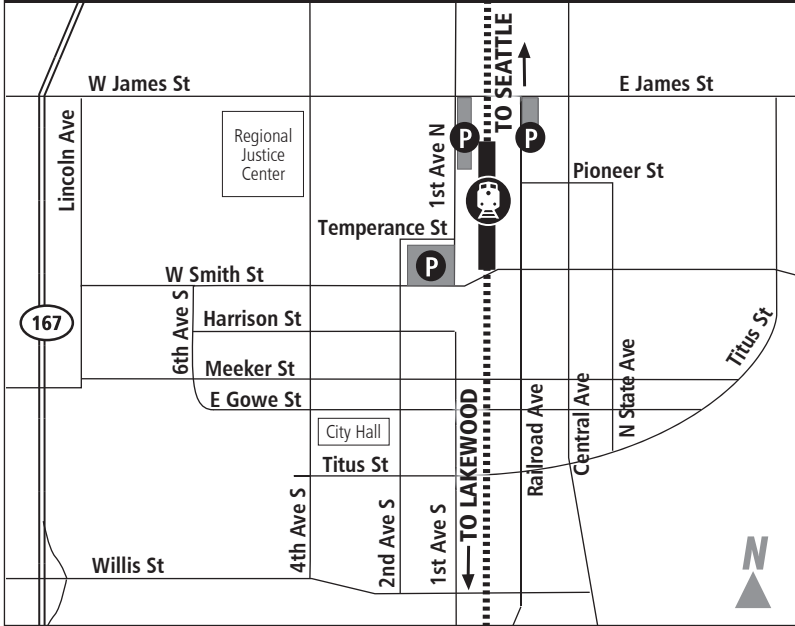 TO SEATTLE
W James St
E James St
Lincoln Ave
Regional
Justice
Center
1st Ave N
P
P
Pioneer St
Temperance St
P
W Smith St
6th Ave S
167
Harrison St
Titus St
Meeker St
E Gowe St
N State Ave
Central Ave
Railroad Ave
TO LAKEWOOD
City Hall
Titus St
4th Ave S
2nd Ave S
1st Ave S
Willis St
N